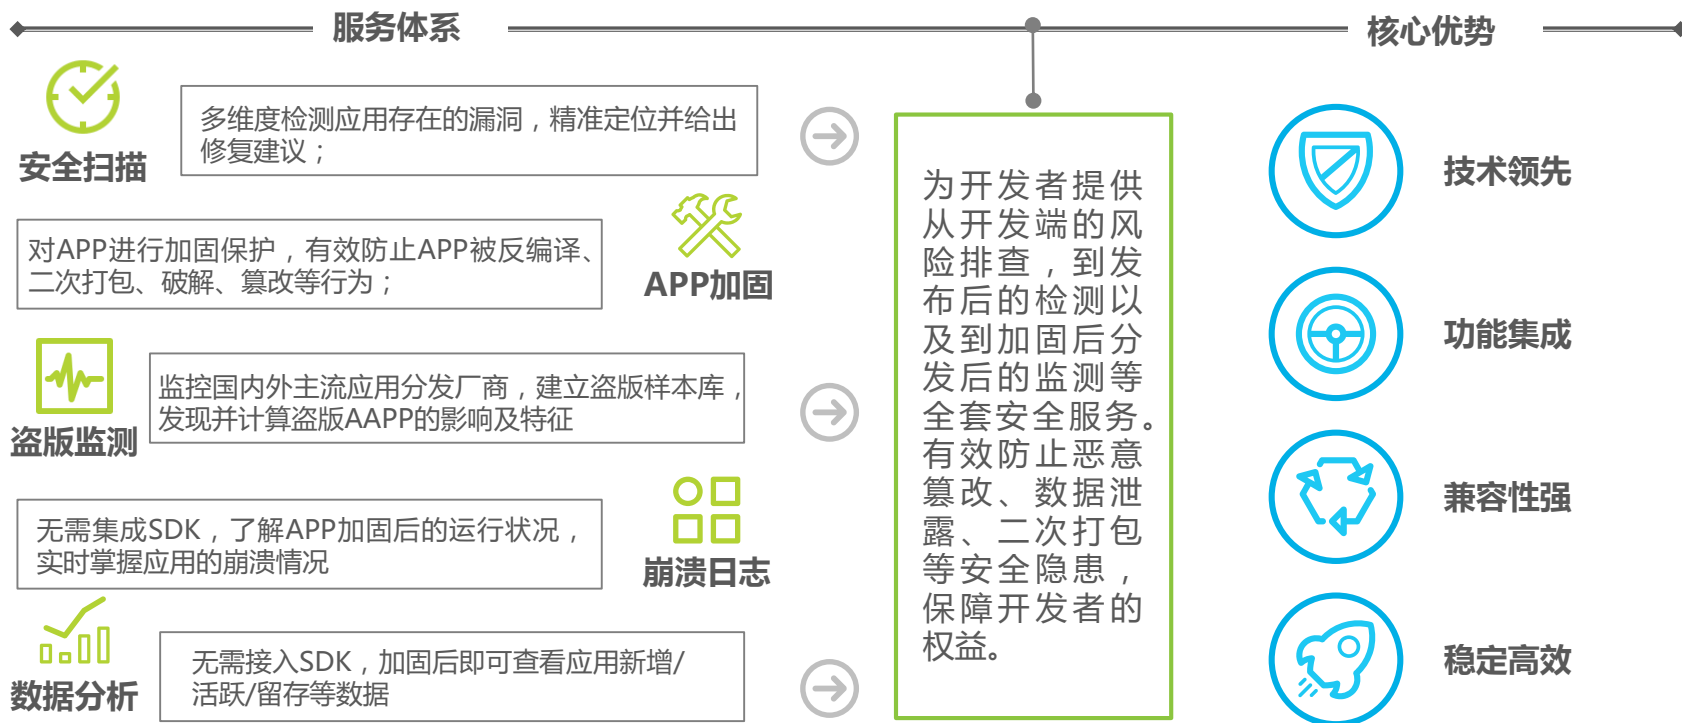 服务体系
核心优势
安全扫描
多维度检测应用存在的漏洞，精准定位并给出
修复建议；
对APP进行加固保护，有效防止APP被反编译、
二次打包、破解、篡改等行为；
APP加固
盗版监测
监控国内外主流应用分发厂商，建立盗版样本库，
发现并计算盗版AAPP的影响及特征
无需集成SDK，了解APP加固后的运行状况，
实时掌握应用的崩溃情况
崩溃日志
数据分析
无需接入SDK，加固后即可查看应用新增/
活跃/留存等数据
为开发者提供
从开发端的风
险排查，到发
布后的检测以
及到加固后分
发后的监测等
全套安全服务。
有效防止恶意
篡改、数据泄
露、二次打包
等安全隐患，
保障开发者的
权益。
技术领先
功能集成
兼容性强
稳定高效